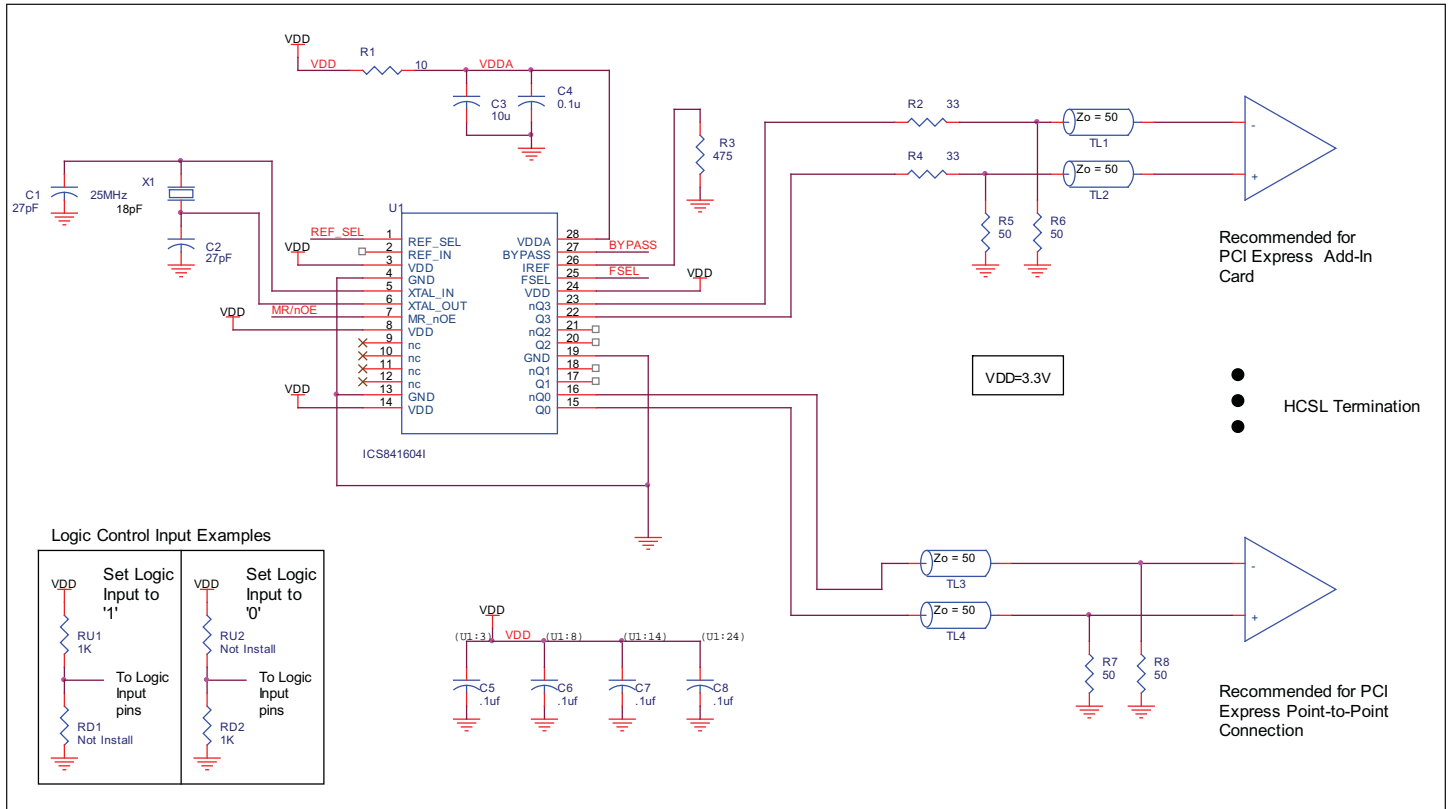 VDD
VDD
R1
10
VDDA
C3
10u
C4
0.1u
R3
475
R2 33
R4 33
Zo = 50
TL1
Zo = 50
TL2
-
+
R5
50
R6
50
Recommended for
PCI Express Add-In
Card
C1
27pF
X1
25MHz
18pF
C2
27pF
U1
REF_SEL
VDD
MR/nOE
VDD
VDD
1 REF_SEL
2 REF_IN
3 VDD
4 GND
5 XTAL_IN
6 XTAL_OUT
7 MR_nOE
8 VDD
9 nc
10 nc
11 nc
12 nc
13 GND
14 VDD
VDDA 28
BYPASS 27
IREF 26
FSEL 25
VDD 24
nQ3 23
Q3 22
nQ2 21
Q2 20
GND 19
nQ1 18
Q1 17
nQ0 16
Q0 15
BYPASS
FSEL
VDD
ICS841604I
VDD=3.3V
HCSL Termination
Logic Control Input Examples
VDD
Set Logic
Input to
'1'
RU1
1K
To Logic
Input
pins
RD1
Not Install
VDD
Set Logic
Input to
'0'
RU2
Not Install
To Logic
Input
pins
RD2
1K
VDD
(U1:3)
VDD
(U1:8)
(U1:14)
(U1:24)
C5
.1uf
C6
.1uf
C7
.1uf
C8
.1uf
Zo = 50
TL3
Zo = 50
TL4
-
+
R7
50
R8
50
Recommended for PCI
Express Point-to-Point
Connection